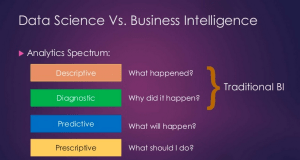 Data Science Vs. Business Intelligence
Analytics Spectrum:
Descriptive What happened?
Diagnostic Why did it happen?
Traditional BI
Predictive What will happen?
Prescriptive What should I do?